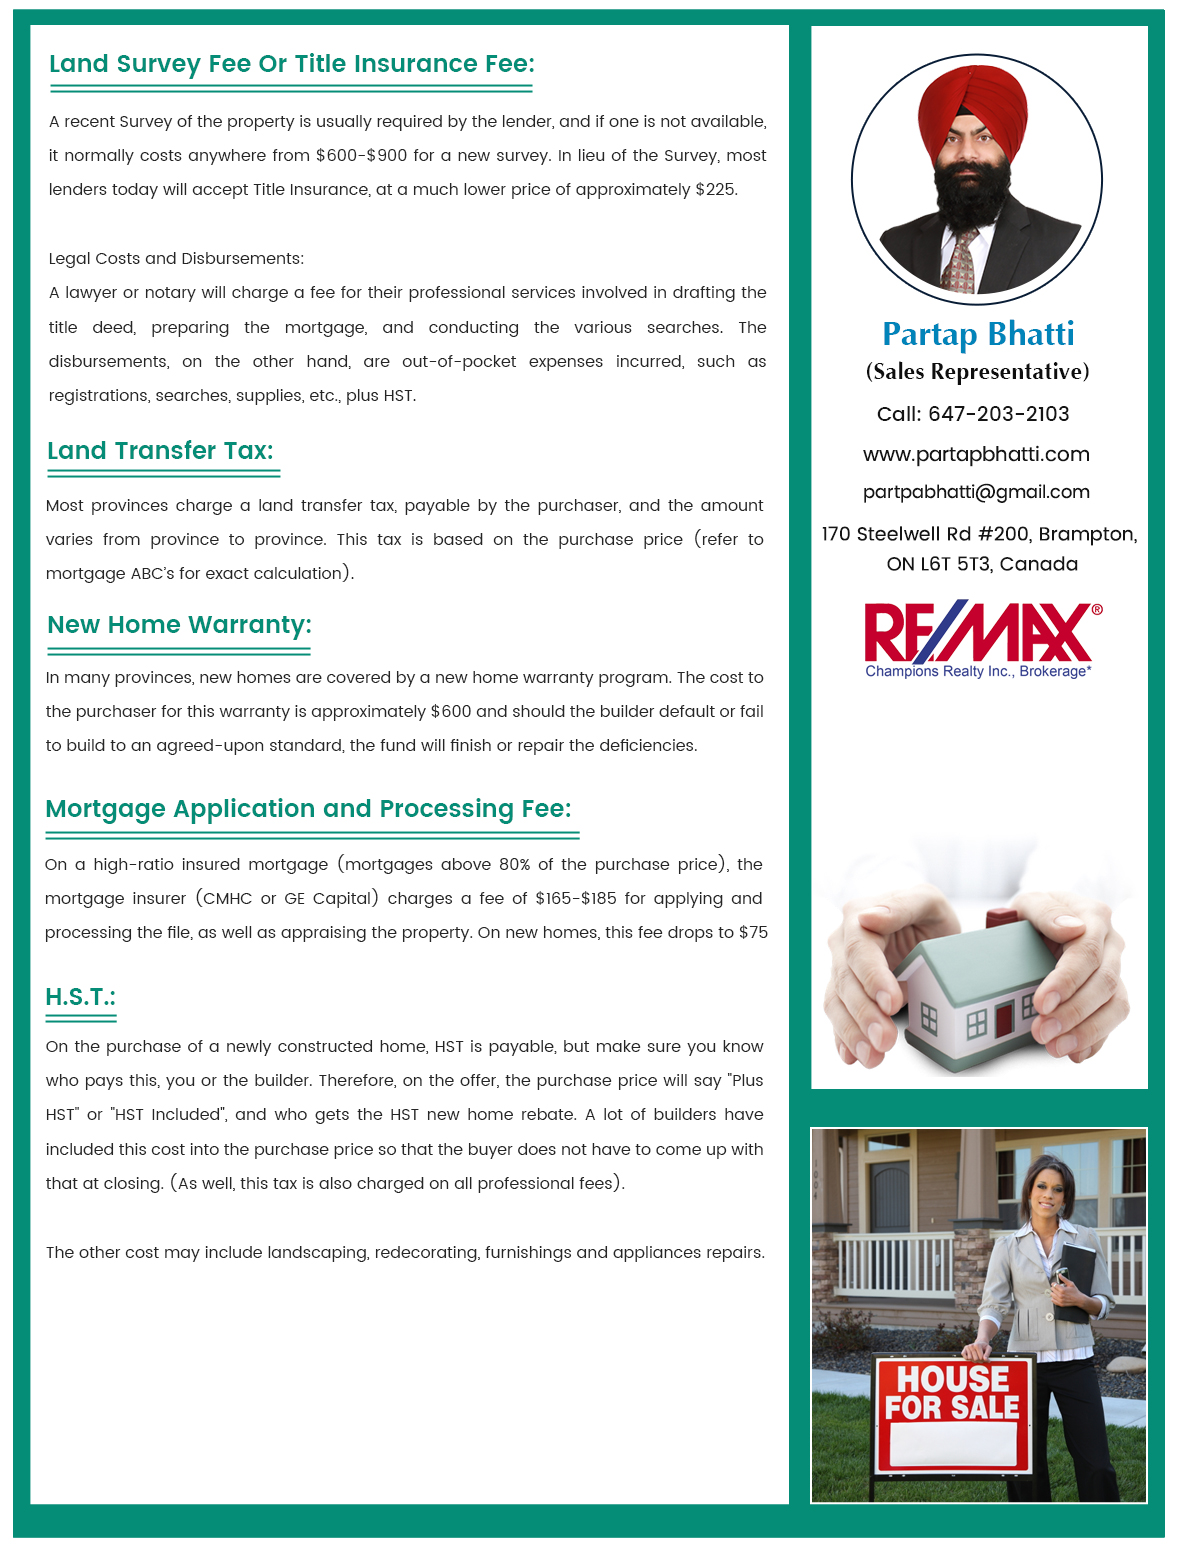 Land Survey Fee Or Title Insurance Fee:
A recent Survey of the property is usually required by the lender, and if one is not available,
it normally costs anywhere from $600-$900 for a new survey. In lieu of the Survey, most
lenders today will accept Title Insurance, at a much lower price of approximately $225.
Legal Costs and Disbursements:
A lawyer or notary will charge a fee for their professional services involved in drafting the
title deed, preparing the mortgage, and conducting the various searches. The
disbursements, on the other hand, are out-of-pocket expenses incurred, such as
registrations, searches, supplies, etc., plus HST.
Land Transfer Tax:
Most provinces charge a land transfer tax, payable by the purchaser, and the amount
varies from province to province. This tax is based on the purchase price (refer to
mortgage ABC's for exact calculation).
New Home Warranty:
In many provinces, new homes are covered by a new home warranty program. The cost to
the purchaser for this warranty is approximately $600 and should the builder default or fail
to build to an agreed-upon standard, the fund will finish or repair the deficiencies.
Mortgage Application and Processing Fee:
On a high-ratio insured mortgage (mortgages above 80% of the purchase price), the
mortgage insurer (CMHC or GE Capital) charges a fee of $165-$185 for applying and
processing the file, as well as appraising the property. On new homes, this fee drops to $75
H.S.T.:
On the purchase of a newly constructed home, HST is payable, but make sure you know
who pays this, you or the builder. Therefore, on the offer, the purchase price will say "Plus
HST" or "HST Included", and who gets the HST new home rebate. A lot of builders have
included this cost into the purchase price so that the buyer does not have to come up with
that at closing. (As well, this tax is also charged on all professional fees).
The other cost may include landscaping, redecorating, furnishings and appliances repairs.
Partap Bhatti
(Sales Representative)
Call: 647-203-2103
www.partapbhatti.com
partpabhatti@gmail.com
170 Steelwell Rd #200, Brampton,
ON L6T 5T3, Canada
RE/MAX®
Champions Realty Inc., Brokerage*
1004
HOUSE
FOR SALE